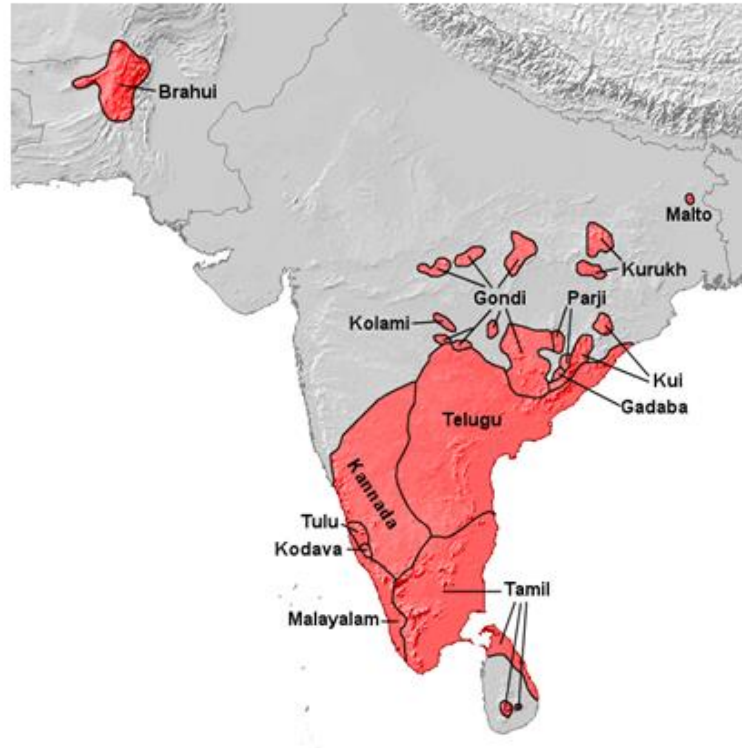 Brahui
Malto
Kurukh
Gondi
Parji
Kolami
Kui
Gadaba
Telugu
Kannada
Tulu
Kodava
Tamil
Malayalam